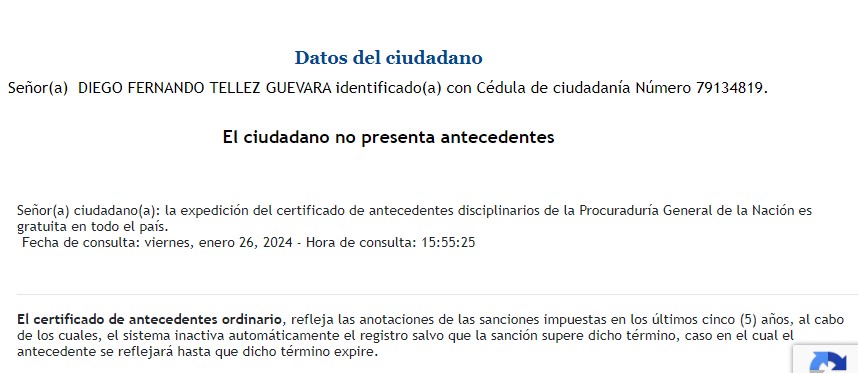 Datos del ciudadano
Señor(a) DIEGO FERNANDO TELLEZ GUEVARA identificado(a) con Cédula de ciudadanía Número 79134819.
El ciudadano no presenta antecedentes
Señor(a) ciudadano(a): la expedición del certificado de antecedentes disciplinarios de la Procuraduría General de la Nación es
gratuita en todo el país.
Fecha de consulta: viernes, enero 26, 2024 - Hora de consulta: 15:55:25
El certificado de antecedentes ordinario, refleja las anotaciones de las sanciones impuestas en los últimos cinco (5) años, al cabo
de los cuales, el sistema inactiva automáticamente el registro salvo que la sanción supere dicho término, caso en el cual el
antecedente se reflejará hasta que dicho término expire.